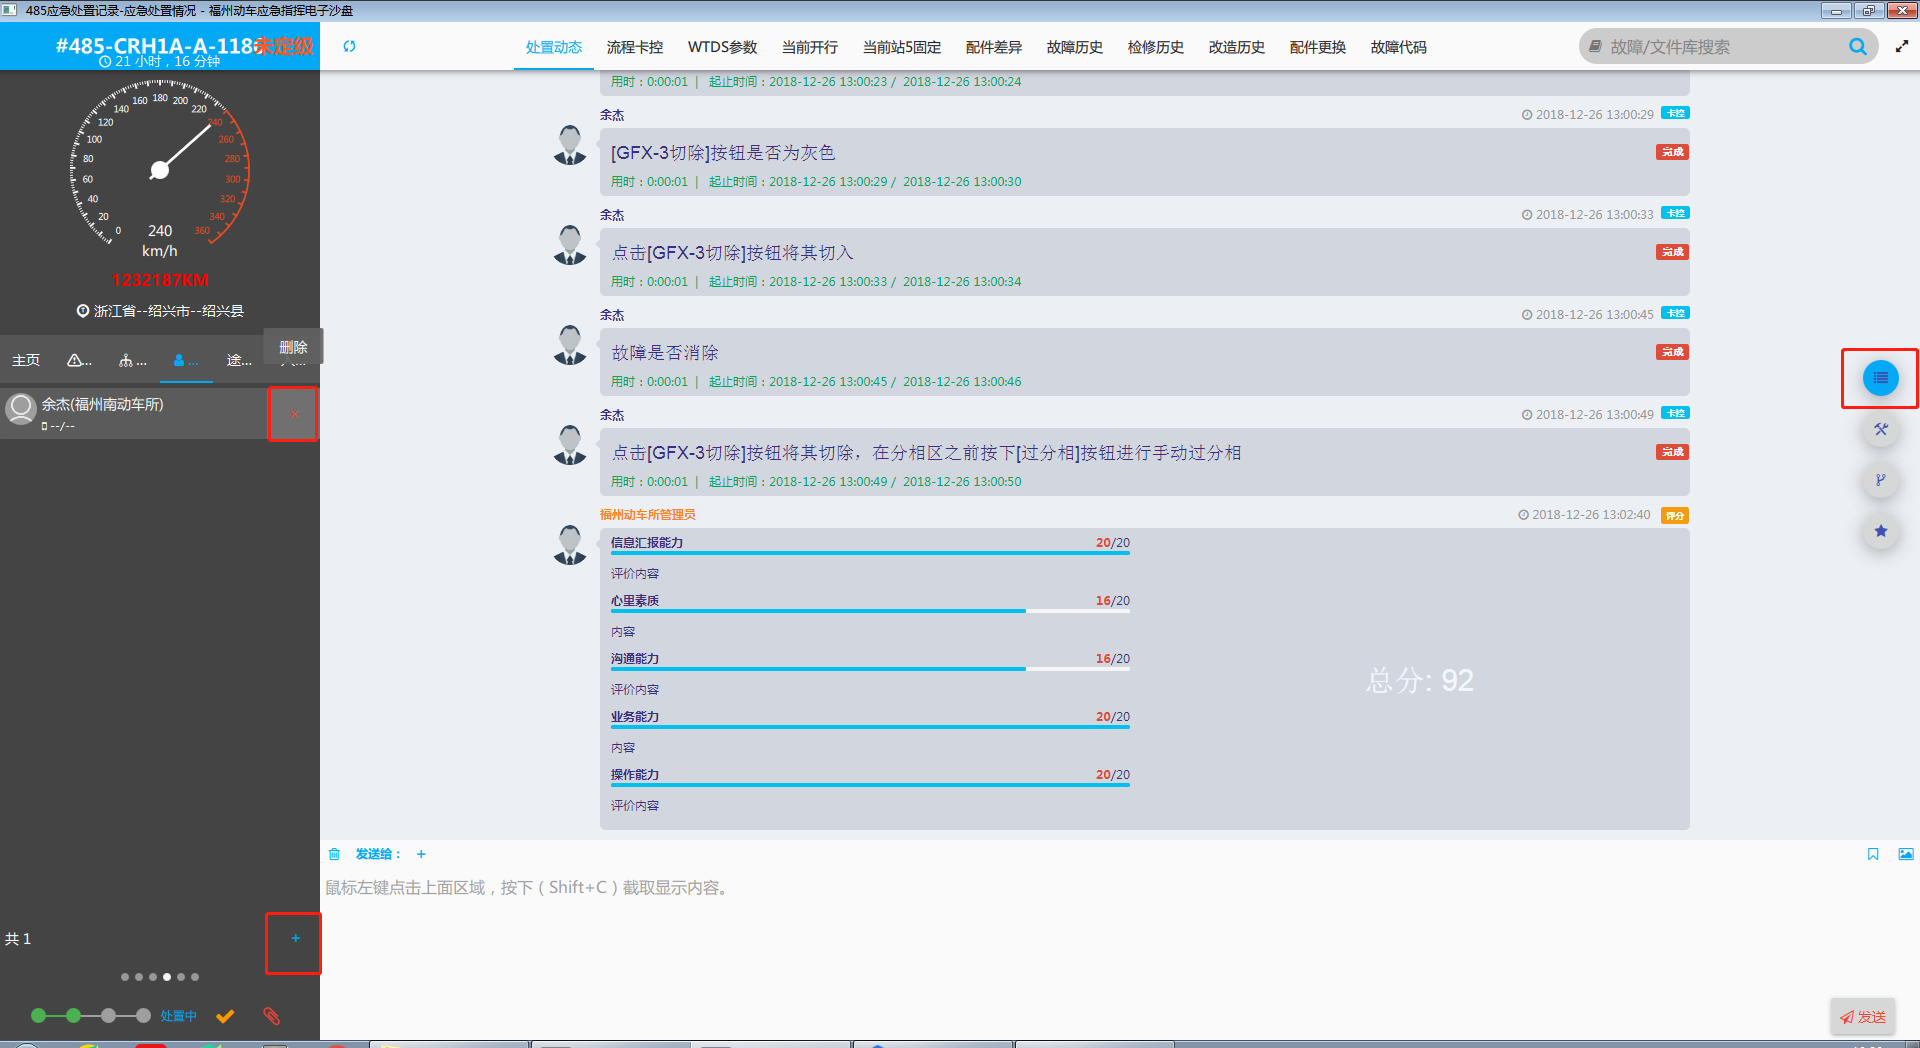 485应急处置记录-应急处置情况 - 福州动车应急指挥电子沙盘
#485-CRH1A-A-118
未定级
21 小时 , 16 分钟
处置动态 流程卡控 WTDS参数 当前开行 当前站5固定 配件差异 故障历史 检修历史 改造历史 配件更换 故障代码
故障/文件库搜索
0 20 40 60 80 100 120 140 160 180 200 220 240 260 280 300 320 340 360
240
km/h
1232187KM
浙江省--绍兴市--绍兴县
删除
主页 ... ... ... 途...
余杰(福州南动车所)
--/--
共 1
处置中
用时 : 0:00:01 | 起止时间 : 2018-12-26 13:00:23 / 2018-12-26 13:00:24
余杰 2018-12-26 13:00:29 卡控
[GFX-3切除]按钮是否为灰色 完成
用时 : 0:00:01 | 起止时间 : 2018-12-26 13:00:29 / 2018-12-26 13:00:30
余杰 2018-12-26 13:00:33 卡控
点击[GFX-3切除]按钮将其切入 完成
用时 : 0:00:01 | 起止时间 : 2018-12-26 13:00:33 / 2018-12-26 13:00:34
余杰 2018-12-26 13:00:45 卡控
故障是否消除 完成
用时 : 0:00:01 | 起止时间 : 2018-12-26 13:00:45 / 2018-12-26 13:00:46
余杰 2018-12-26 13:00:49 卡控
点击[GFX-3切除]按钮将其切除，在分相区之前按下[过分相]按钮进行手动过分相 完成
用时 : 0:00:01 | 起止时间 : 2018-12-26 13:00:49 / 2018-12-26 13:00:50
福州动车所管理员 2018-12-26 13:02:40 评分
信息汇报能力 20/20
评价内容
心里素质 16/20
内容
沟通能力 16/20
评价内容
总分: 92
业务能力 20/20
内容
操作能力 20/20
评价内容
发送给： +
鼠标左键点击上面区域 , 按下 ( Shift+C ) 截取显示内容。
发送